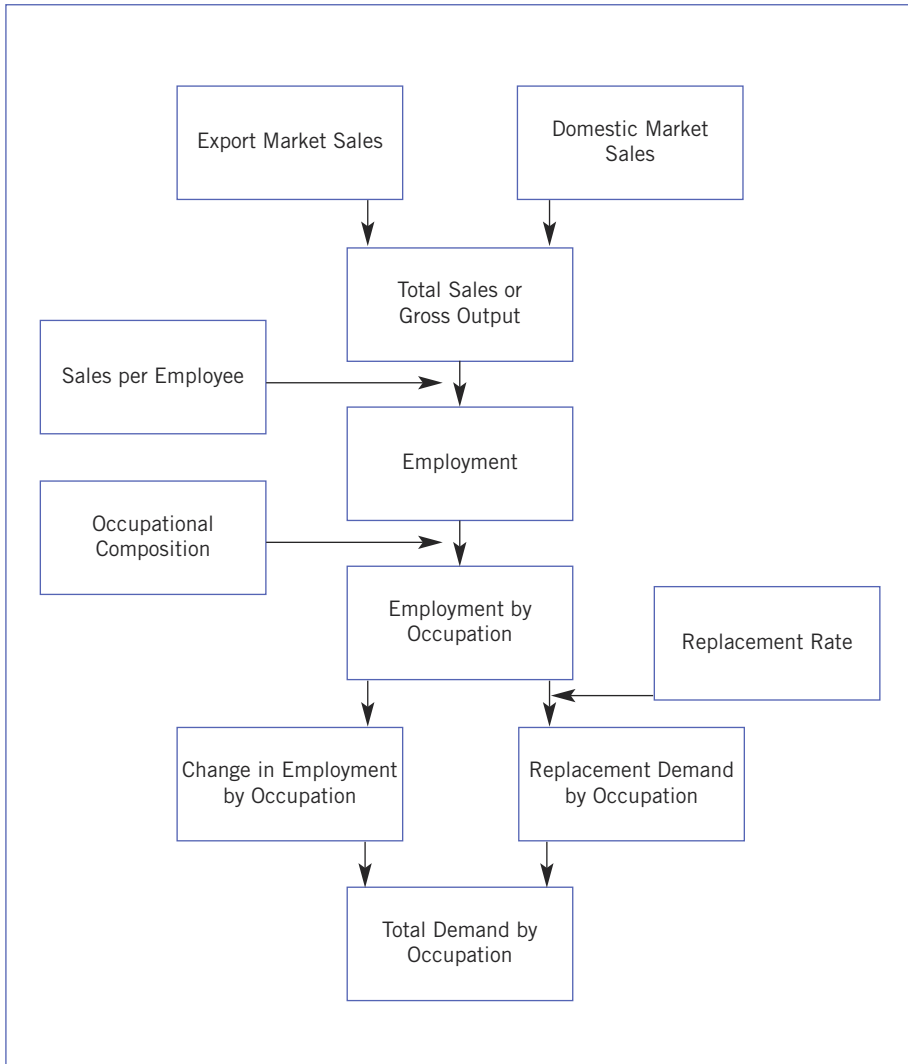 Export Market Sales
Domestic Market
Sales
Total Sales or
Gross Output
Sales per Employee
Employment
Occupational
Composition
Employment by
Occupation
Replacement Rate
Change in Employment
by Occupation
Replacement Demand
by Occupation
Total Demand by
Occupation